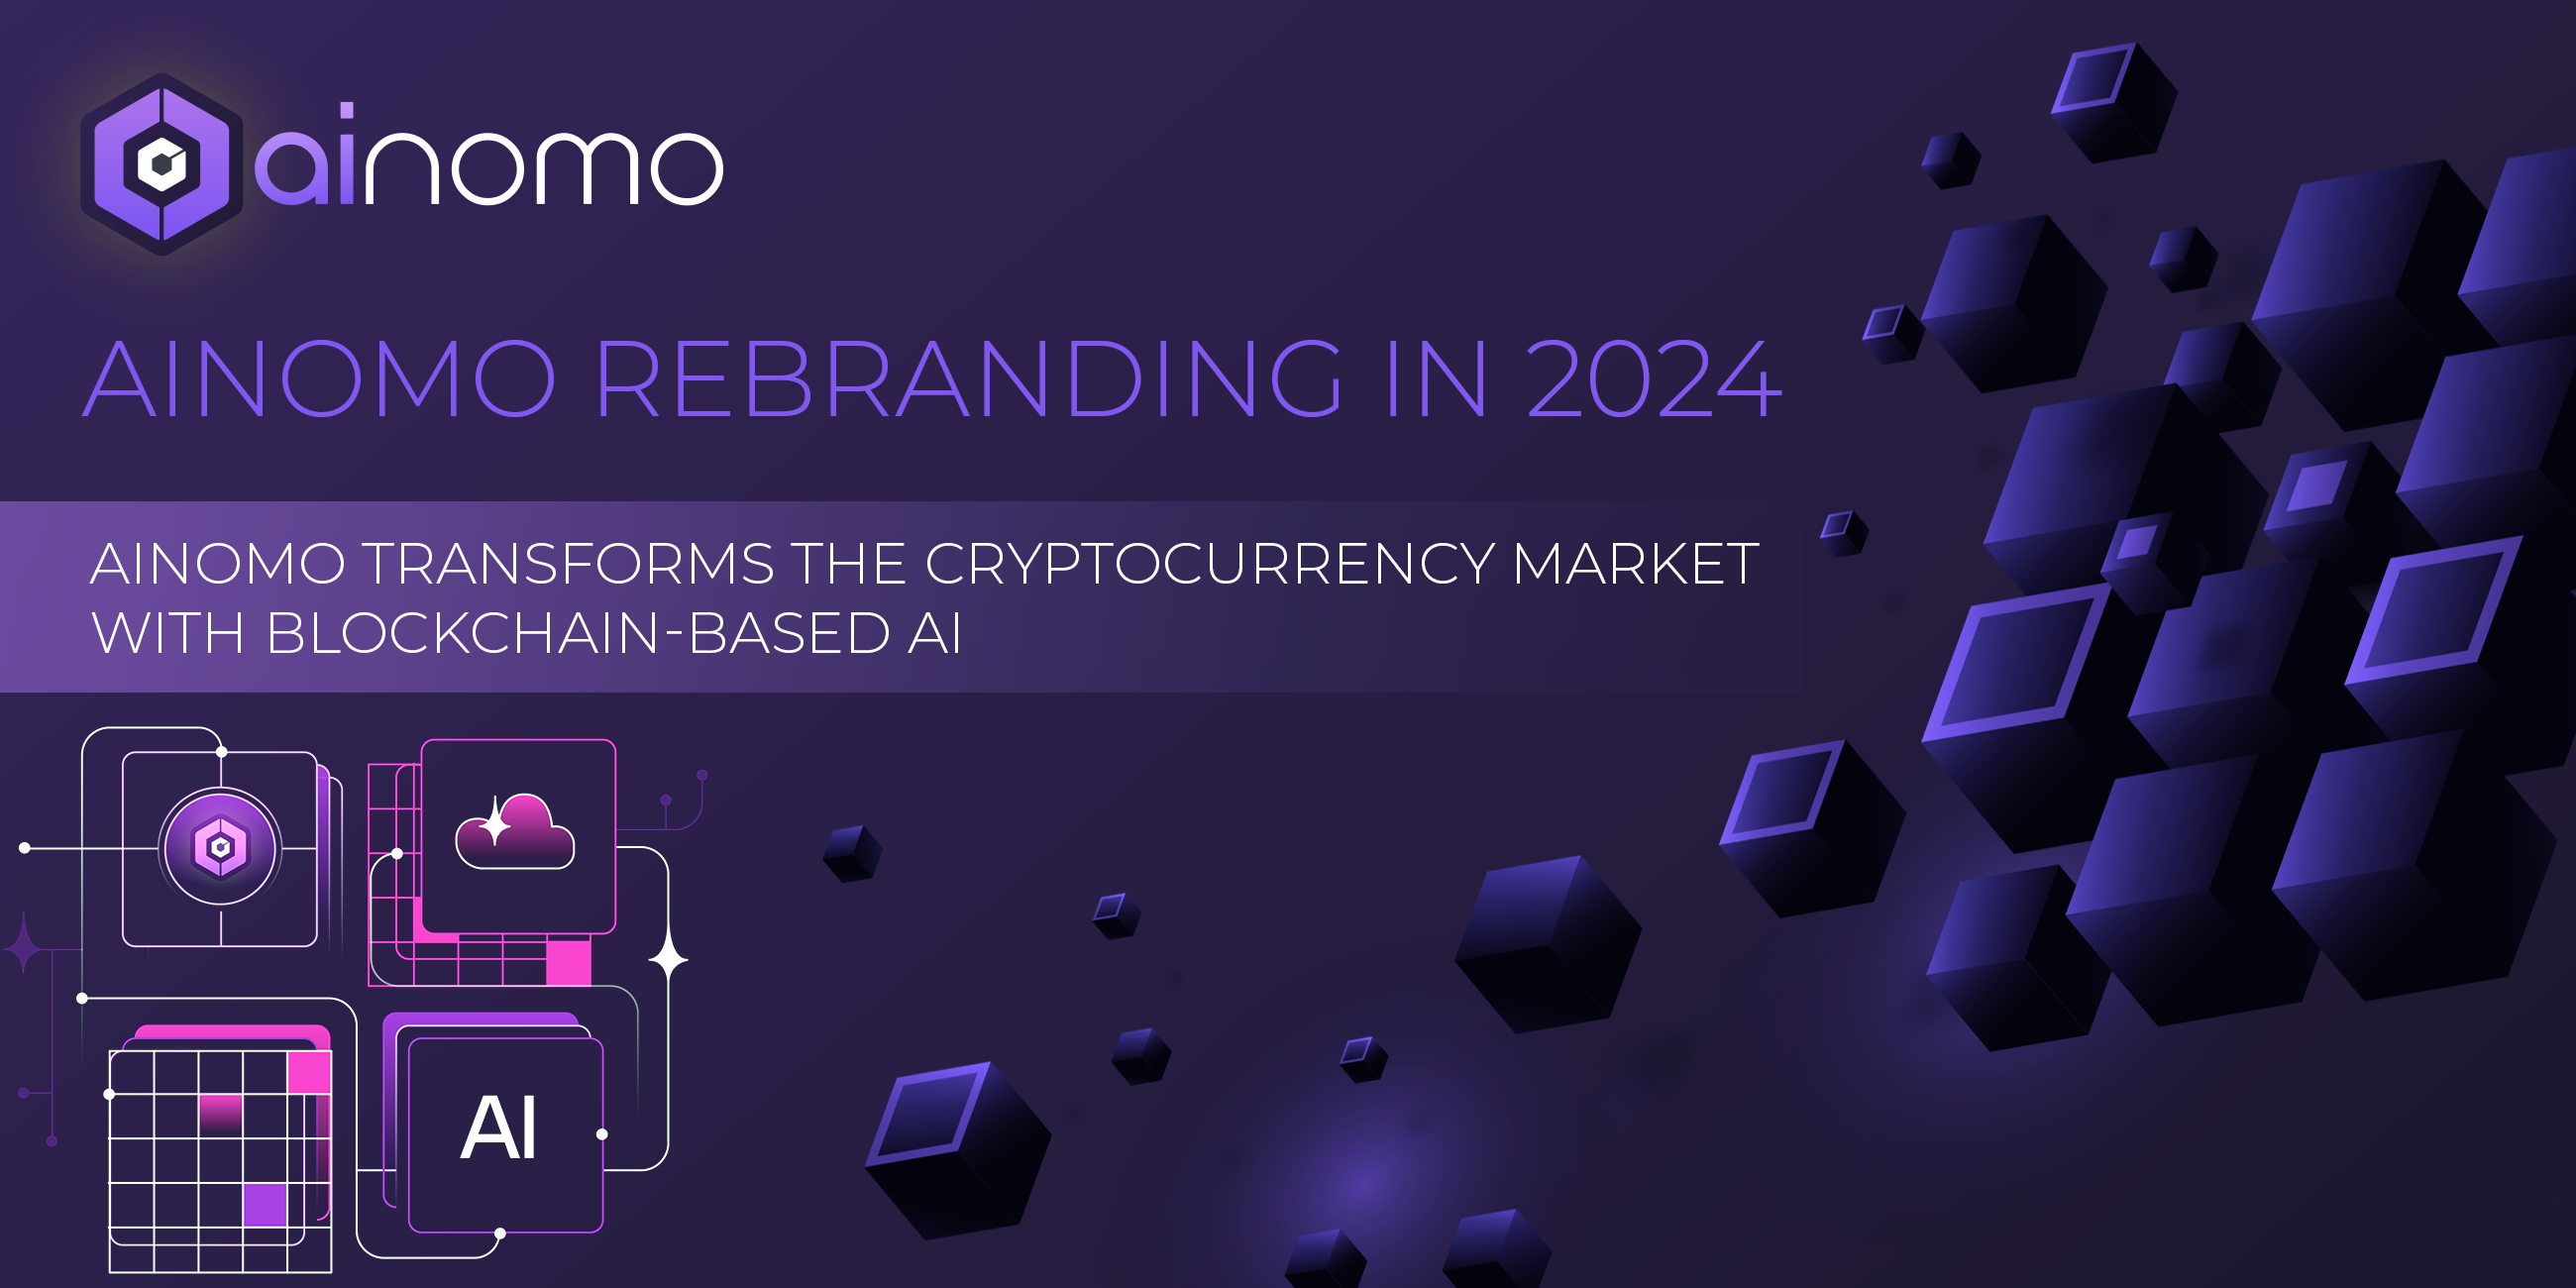 ainomo
AINOMO REBRANDING IN 2024
AINOMO TRANSFORMS THE CRYPTOCURRENCY MARKET
WITH BLOCKCHAIN-BASED AI
AI